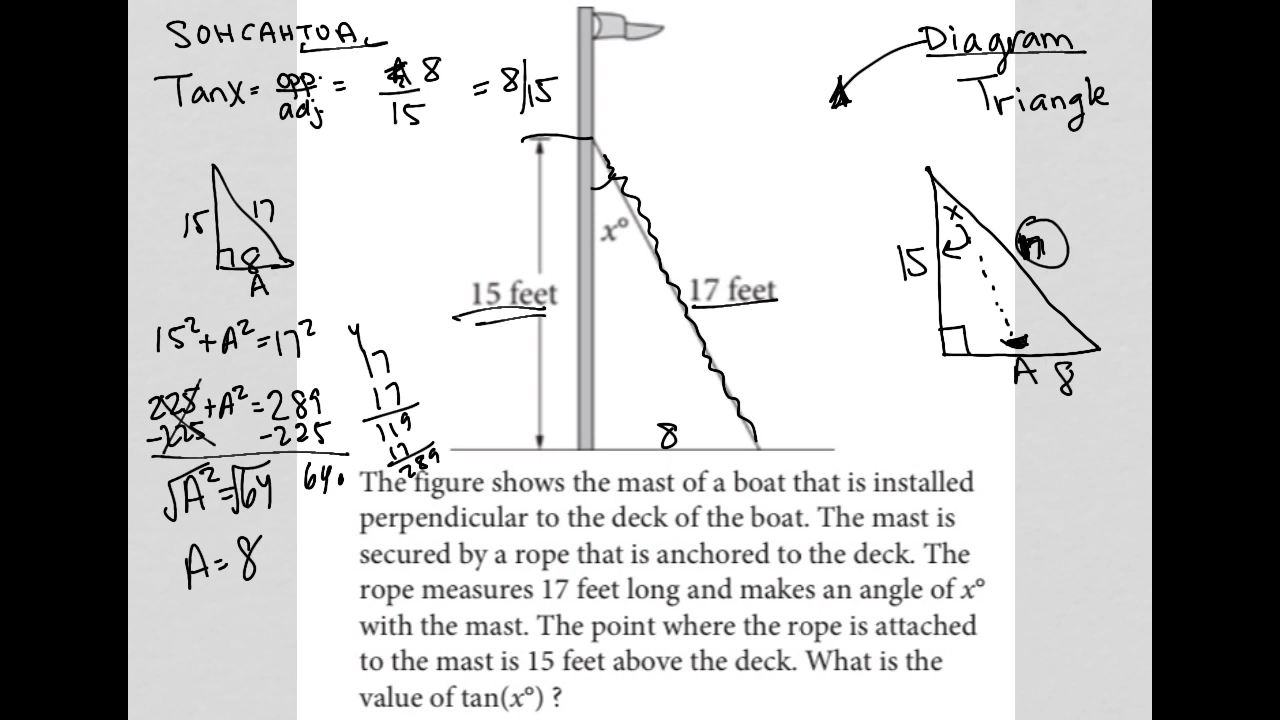 SOHCAHTOA
Tanx = opp. / adj = 8 / 15 = 8/15
Diagram
Triangle
15
17
8
A
15² + A² = 17²
225 + A² = 289
-225 -225
√A² = √64 64.
A = 8
4
17
17
119
17
289
x°
15 feet
17 feet
8
x
15
17
A 8
The figure shows the mast of a boat that is installed
perpendicular to the deck of the boat. The mast is
secured by a rope that is anchored to the deck. The
rope measures 17 feet long and makes an angle of x°
with the mast. The point where the rope is attached
to the mast is 15 feet above the deck. What is the
value of tan(x°) ?